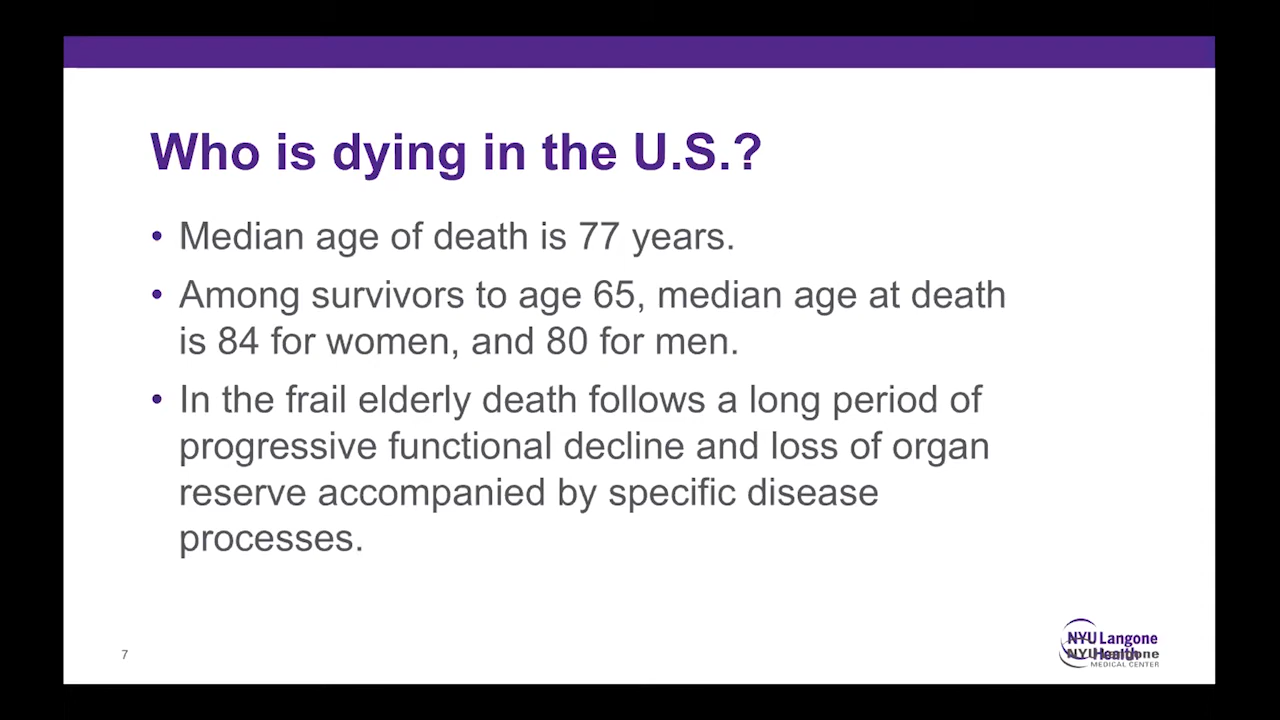 Who is dying in the U.S.?
• Median age of death is 77 years.
• Among survivors to age 65, median age at death
is 84 for women, and 80 for men.
• In the frail elderly death follows a long period of
progressive functional decline and loss of organ
reserve accompanied by specific disease
processes.
7
NYU Langone
Health
NYU Langone
MEDICAL CENTER